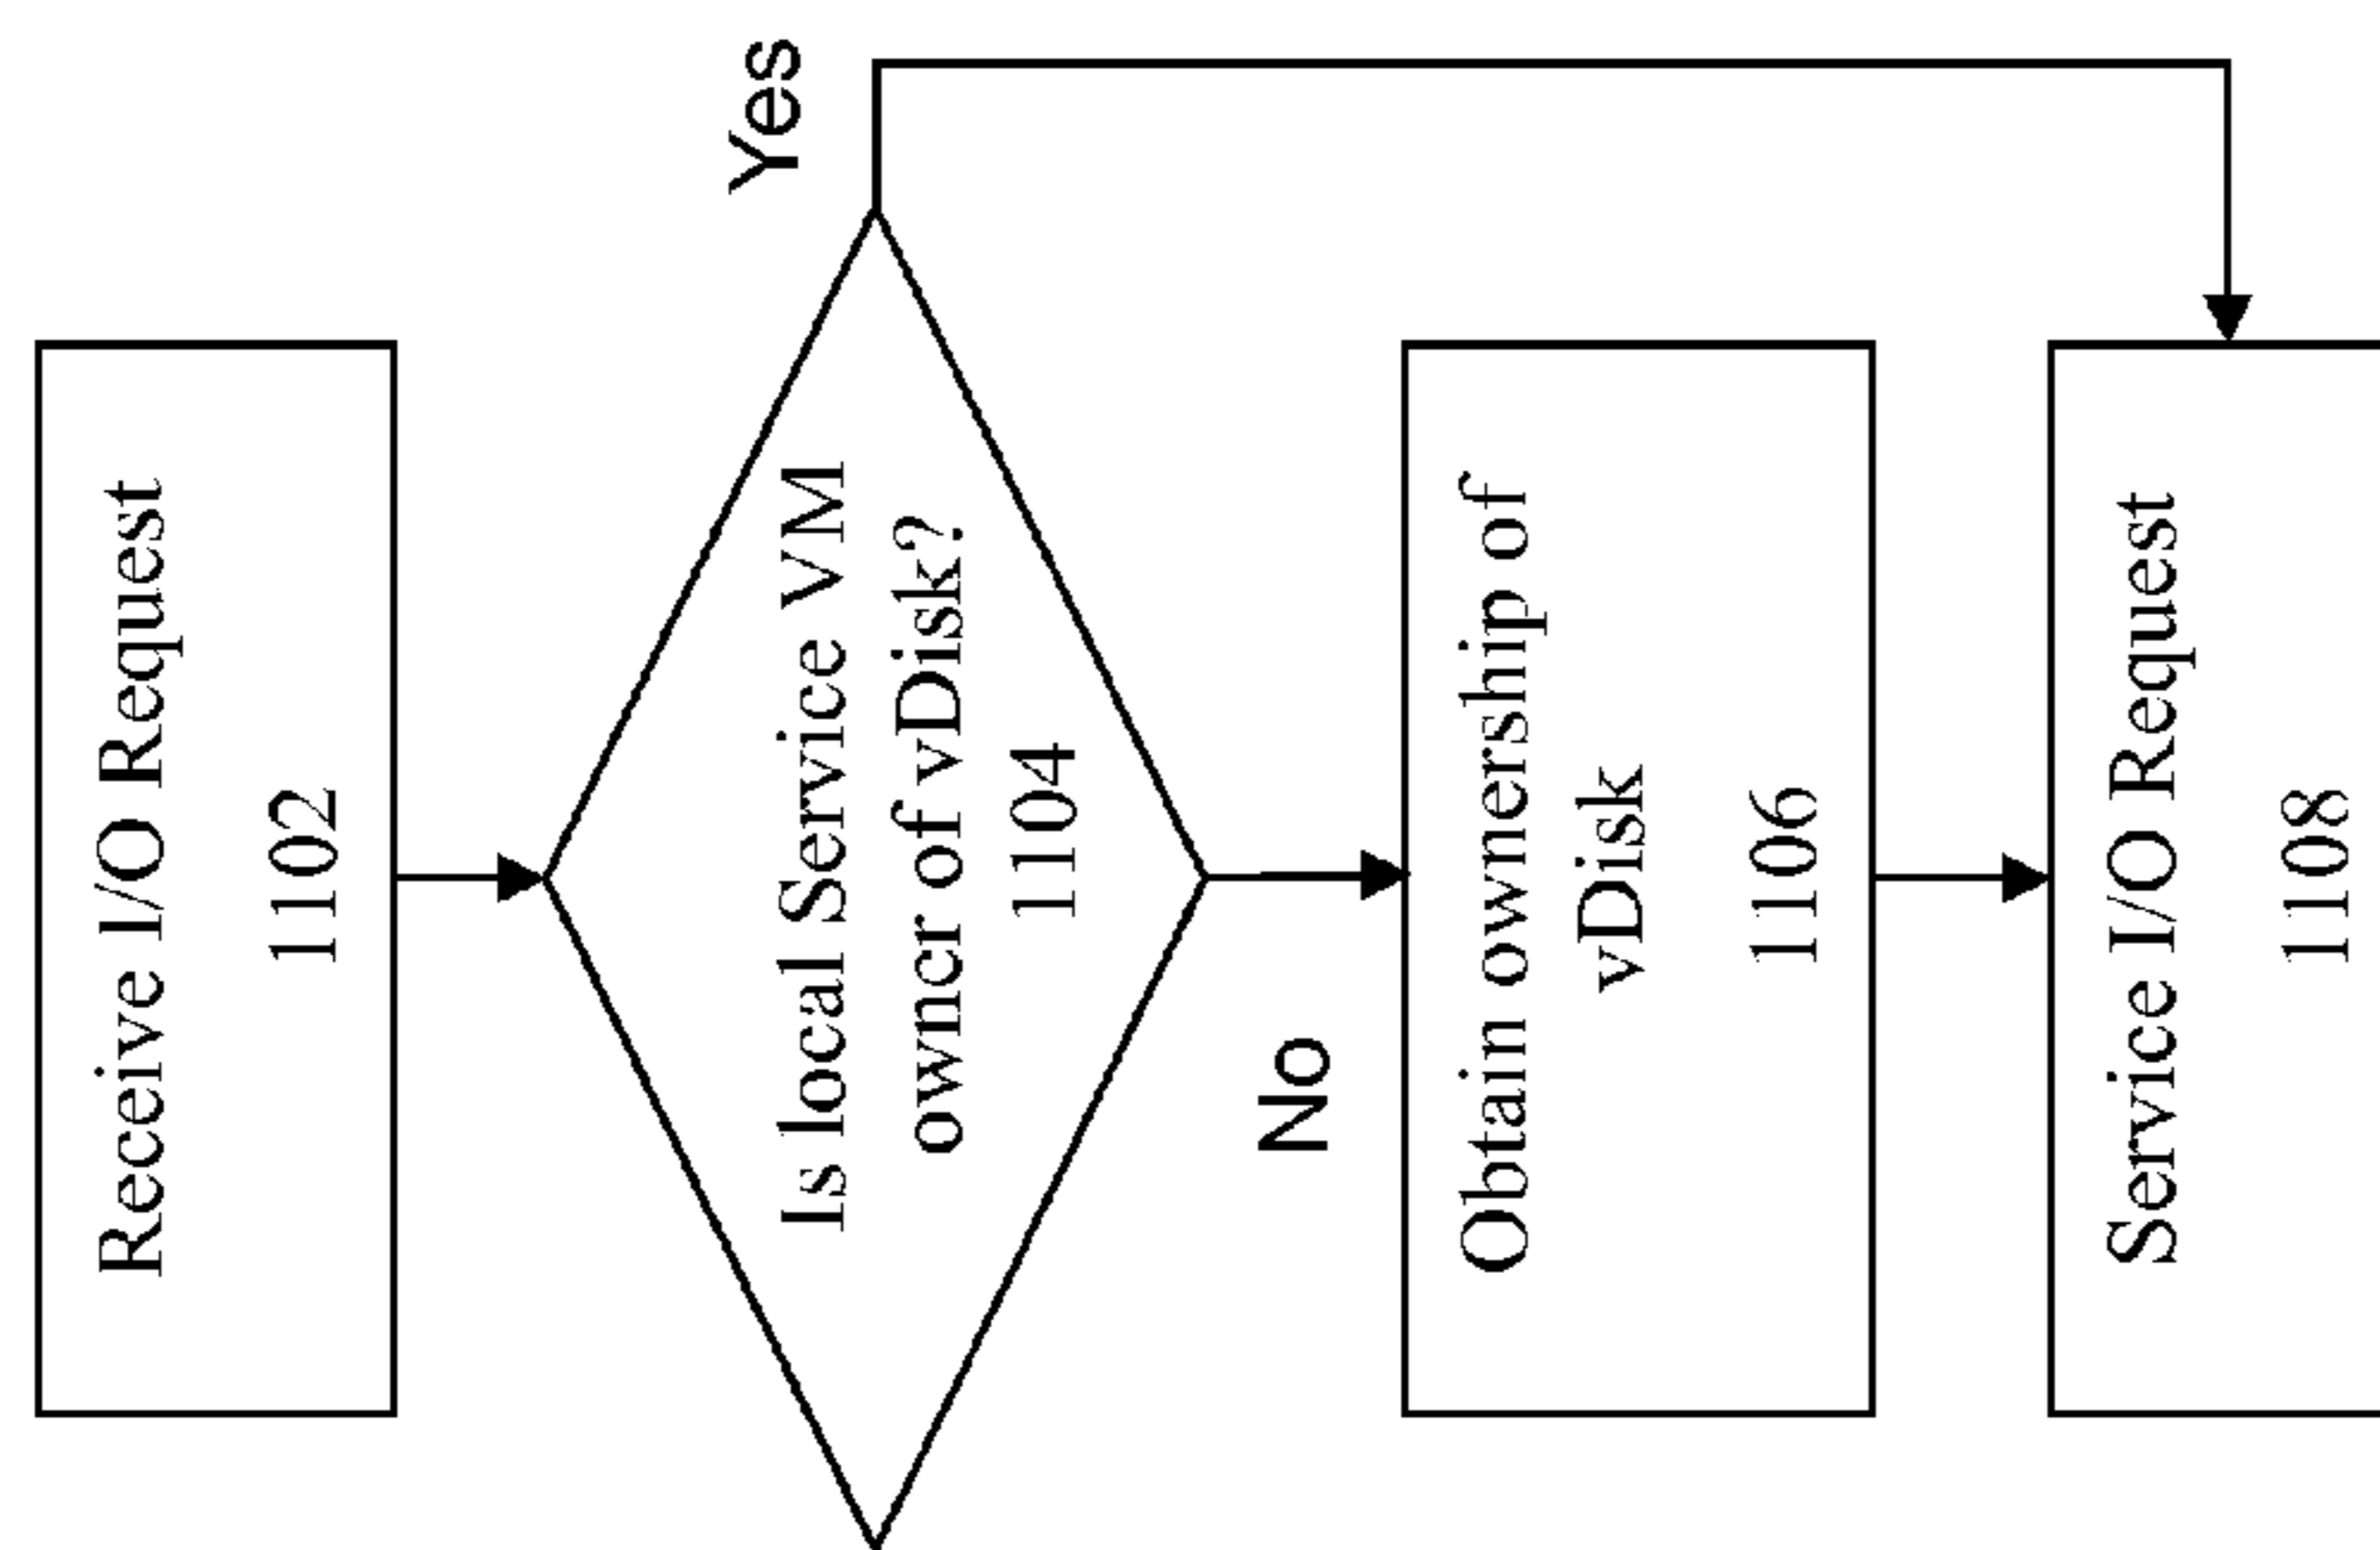 Receive I/O Request
1102
Is local Service VM
owner of vDisk?
1104
Yes
No
Obtain ownership of
vDisk
1106
Service I/O Request
1108